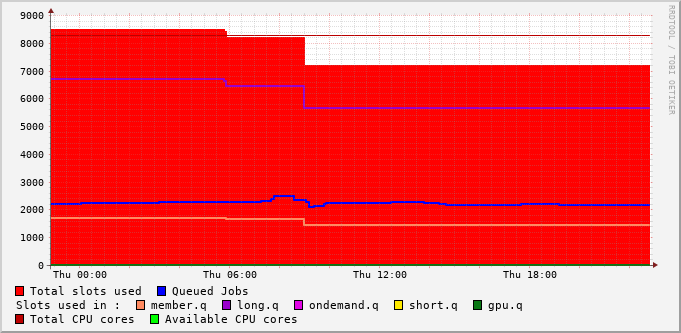 9000
8000
7000
6000
5000
4000
3000
2000
1000
0
Thu 00:00 Thu 06:00 Thu 12:00 Thu 18:00
RRDTOOL / TOBI OETIKER
Total slots used Queued Jobs
Slots used in : member.q long.q ondemand.q short.q gpu.q
Total CPU cores Available CPU cores